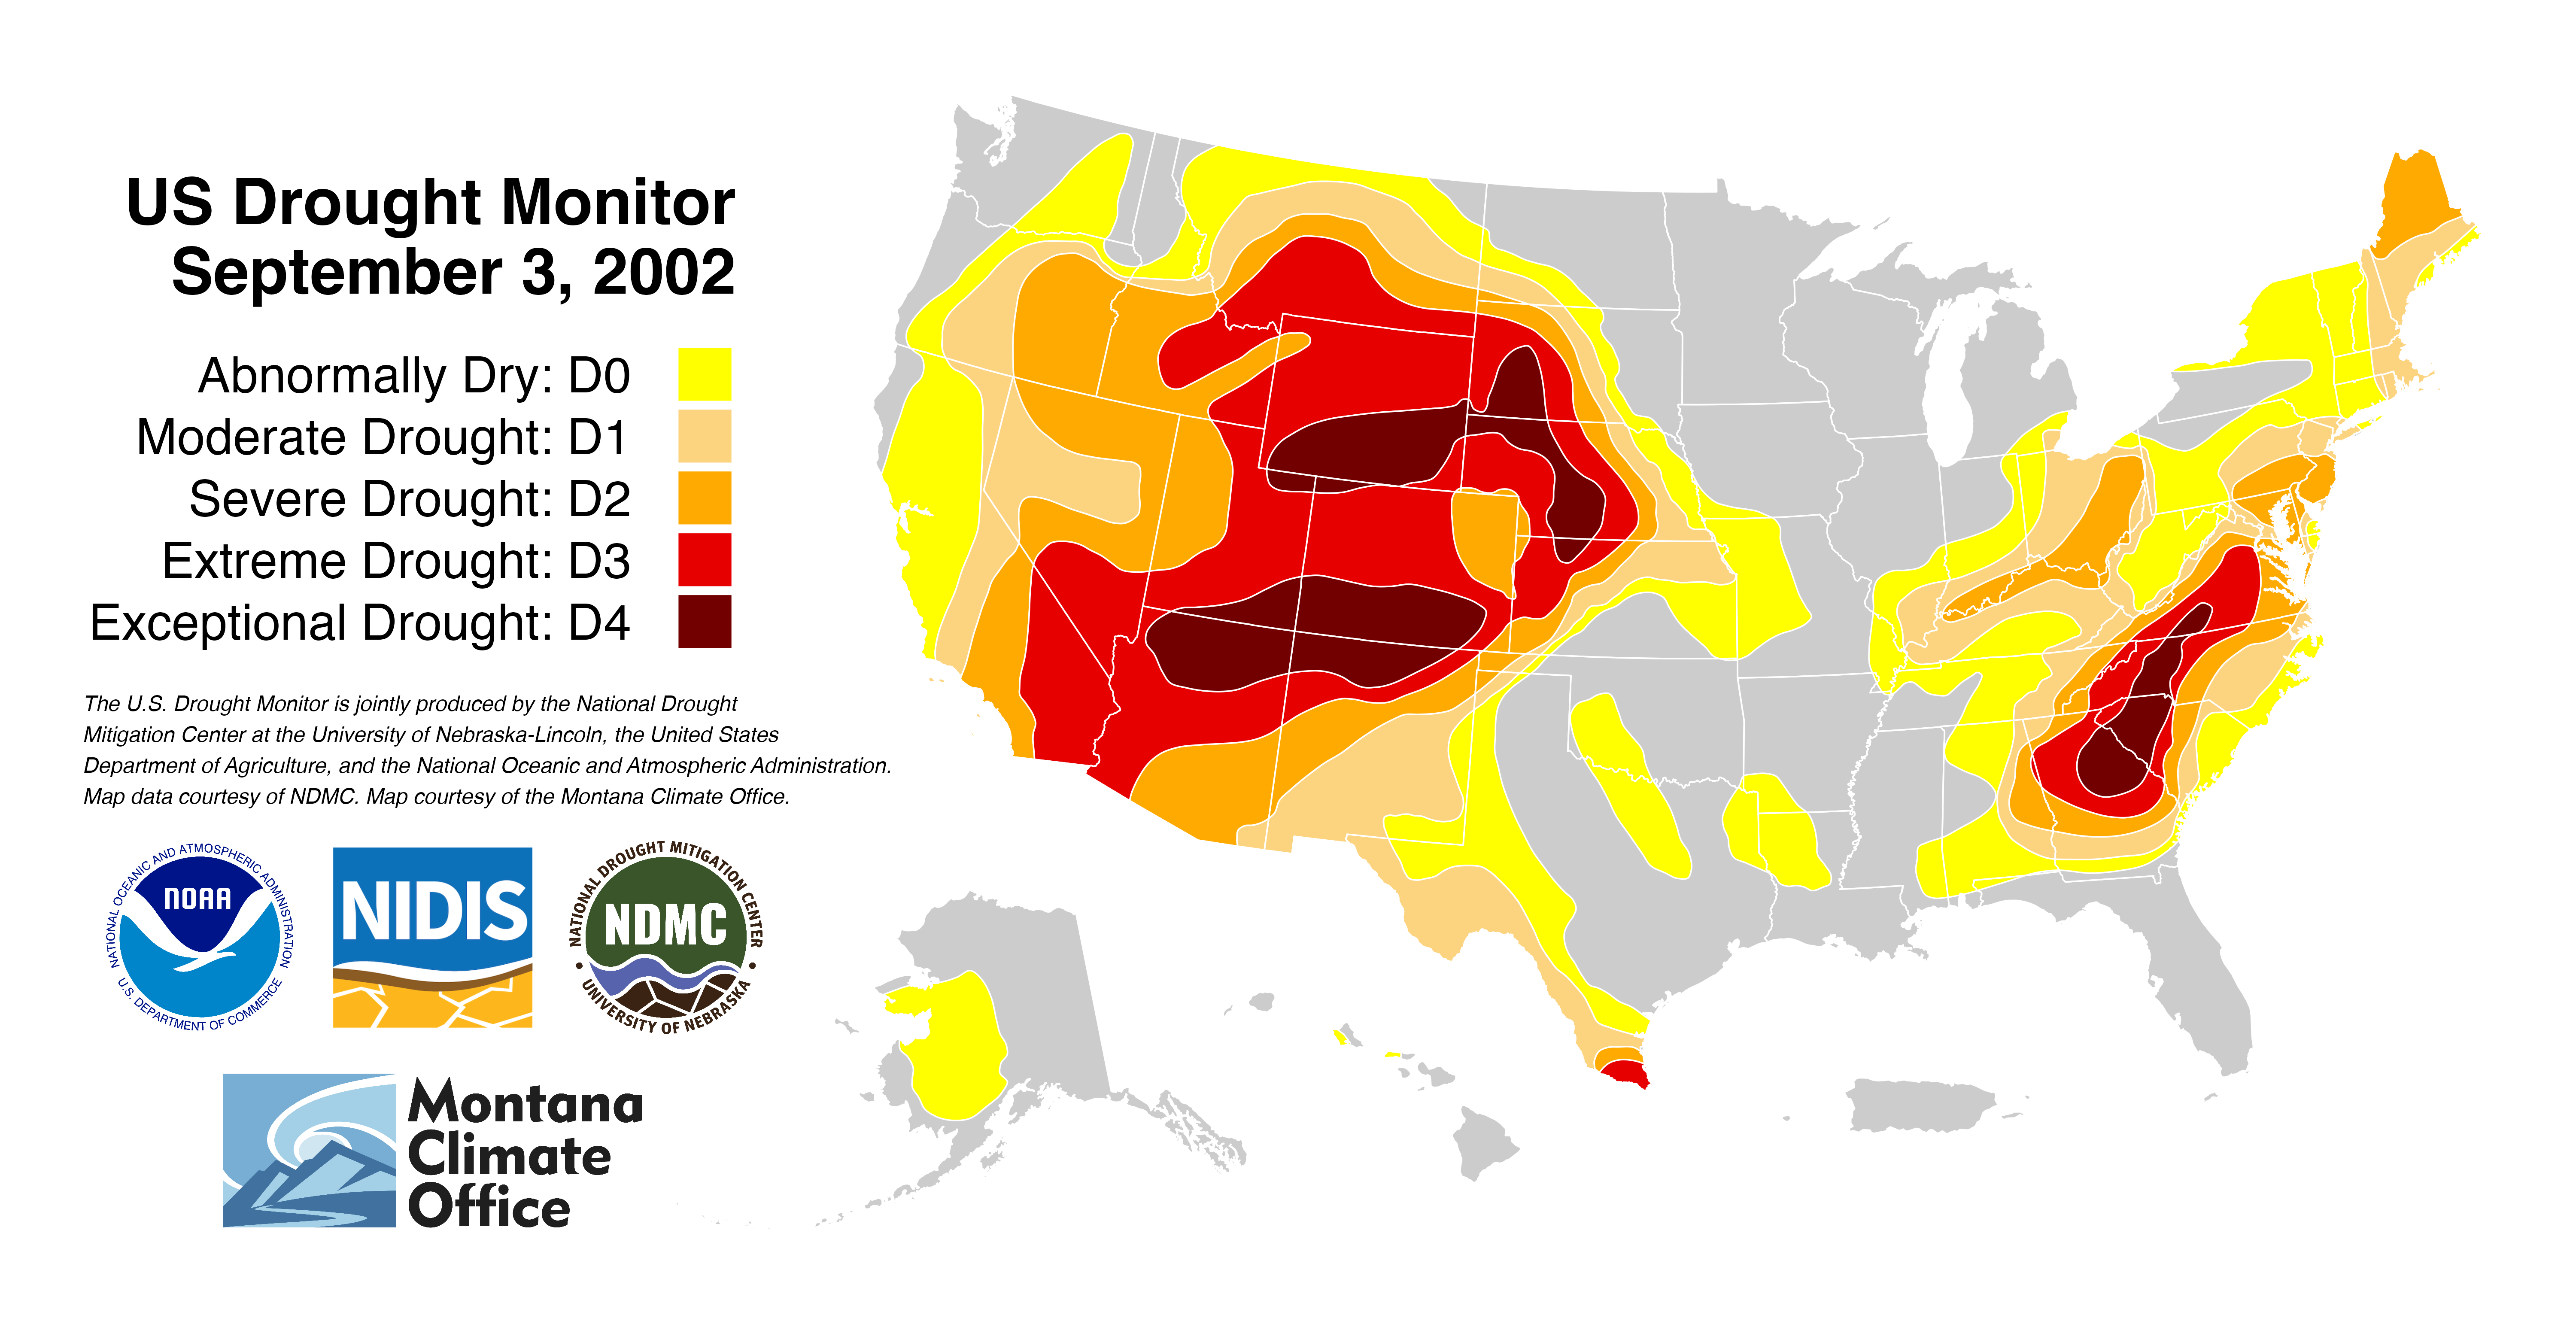 US Drought Monitor
September 3, 2002
Abnormally Dry: D0
Moderate Drought: D1
Severe Drought: D2
Extreme Drought: D3
Exceptional Drought: D4
The U.S. Drought Monitor is jointly produced by the National Drought
Mitigation Center at the University of Nebraska-Lincoln, the United States
Department of Agriculture, and the National Oceanic and Atmospheric Administration.
Map data courtesy of NDMC. Map courtesy of the Montana Climate Office.
NATIONAL OCEANIC AND ATMOSPHERIC ADMINISTRATION
NOAA
U.S. DEPARTMENT OF COMMERCE
NIDIS
NATIONAL DROUGHT MITIGATION CENTER
NDMC
UNIVERSITY OF NEBRASKA
Montana
Climate
Office